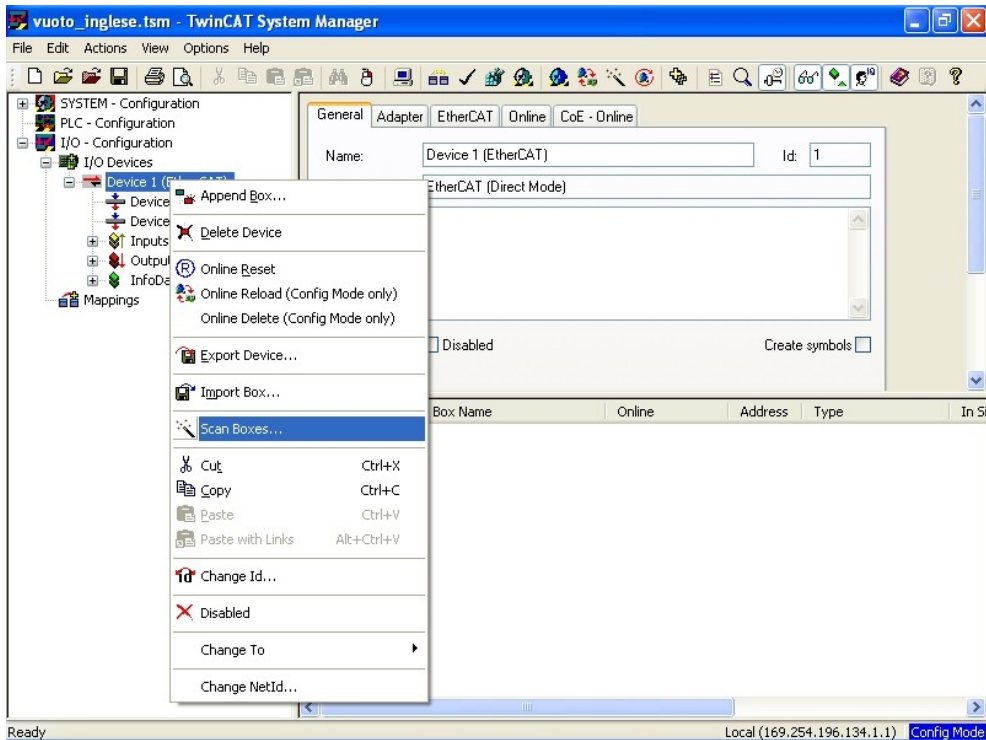 vuoto_inglese.tsm - TwinCAT System Manager
File Edit Actions View Options Help
SYSTEM - Configuration
PLC - Configuration
I/O - Configuration
I/O Devices
Device 1 (EtherCAT)
Device
Device
Inputs
Outpu
InfoDa
Mappings
Append Box...
Delete Device
Online Reset
Online Reload (Config Mode only)
Online Delete (Config Mode only)
Export Device...
Import Box...
Scan Boxes...
Cut Ctrl+X
Copy Ctrl+C
Paste Ctrl+V
Paste with Links Alt+Ctrl+V
Change Id...
Disabled
Change To
Change NetId...
General Adapter EtherCAT Online CoE - Online
Name: Device 1 (EtherCAT) Id: 1
EtherCAT (Direct Mode)
Disabled Create symbols
Box Name Online Address Type In Si
Ready Local (169.254.196.134.1.1) Config Mode